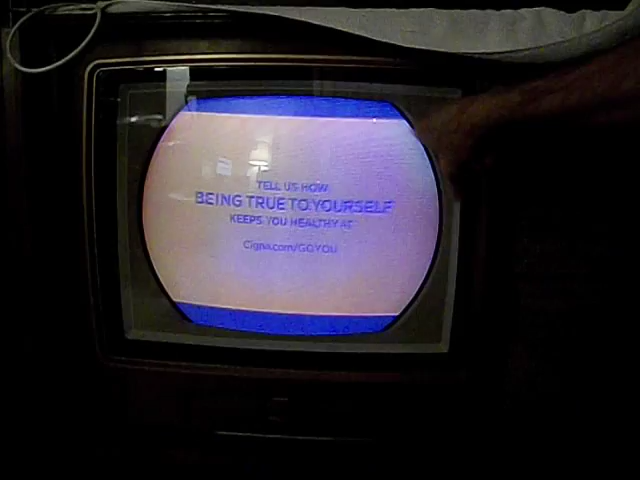 TELL US HOW
BEING TRUE TO YOURSELF
KEEPS YOU HEALTHY AT
Cigna.com/GOYOU